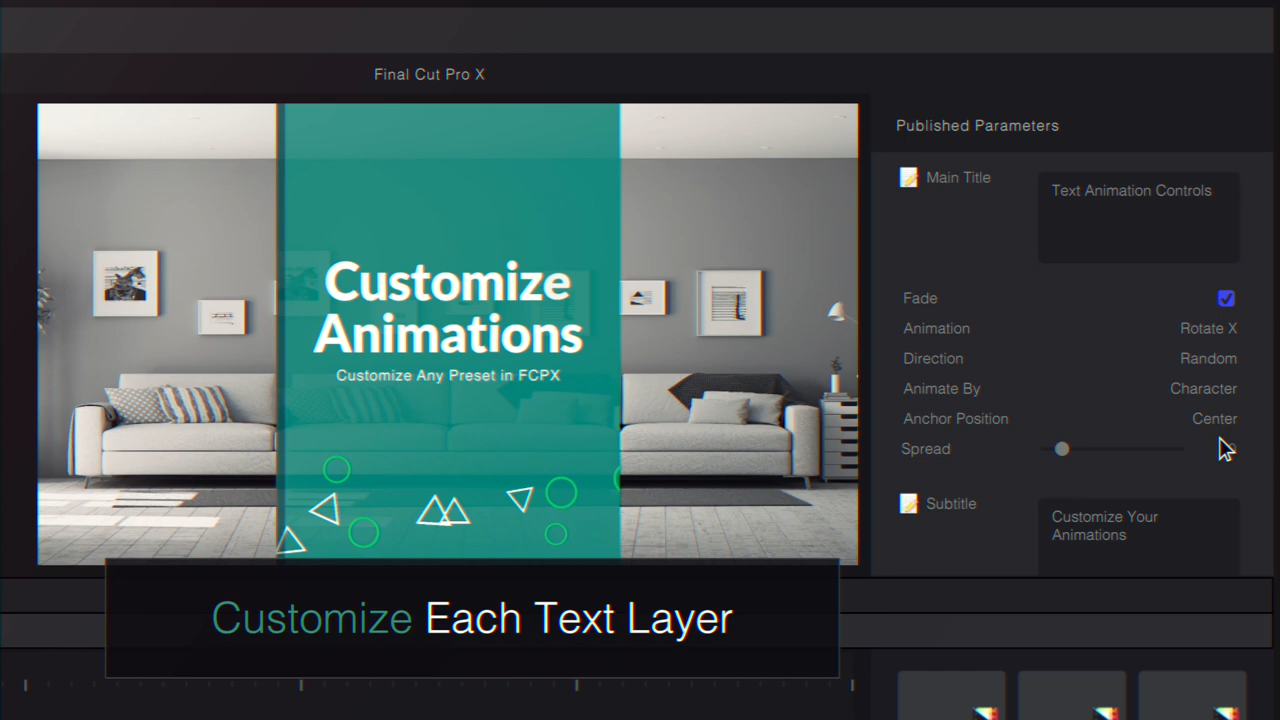 Final Cut Pro X
Published Parameters
Main Title
Text Animation Controls
Customize
Animations
Customize Any Preset in FCPX
Fade
Animation Rotate X
Direction Random
Animate By Character
Anchor Position Center
Spread
Subtitle
Customize Your
Animations
Customize Each Text Layer